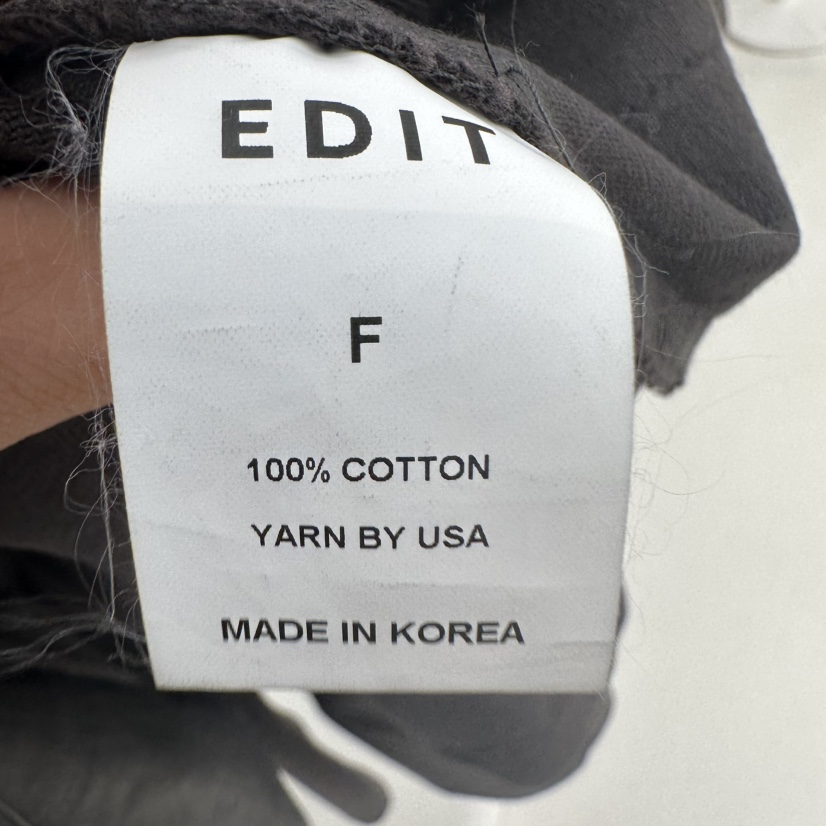 EDIT
F
100% COTTON
YARN BY USA
MADE IN KOREA